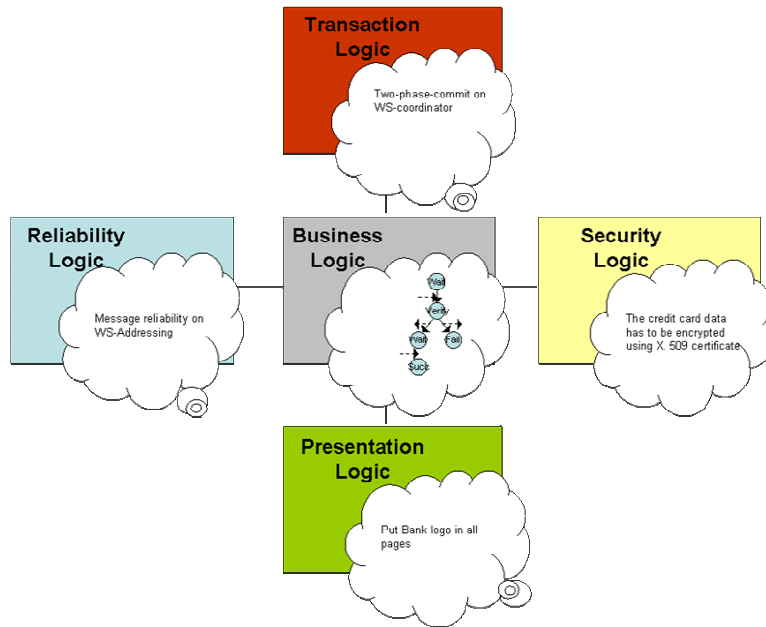 Transaction
Logic
Two-phase-commit on
WS-coordinator
Reliability
Logic
Message reliability on
WS-Addressing
Business
Logic
Wait
Verify
Wait
Fail
Succ
Security
Logic
The credit card data
has to be encrypted
using X. 509 certificate
Presentation
Logic
Put Bank logo in all
pages